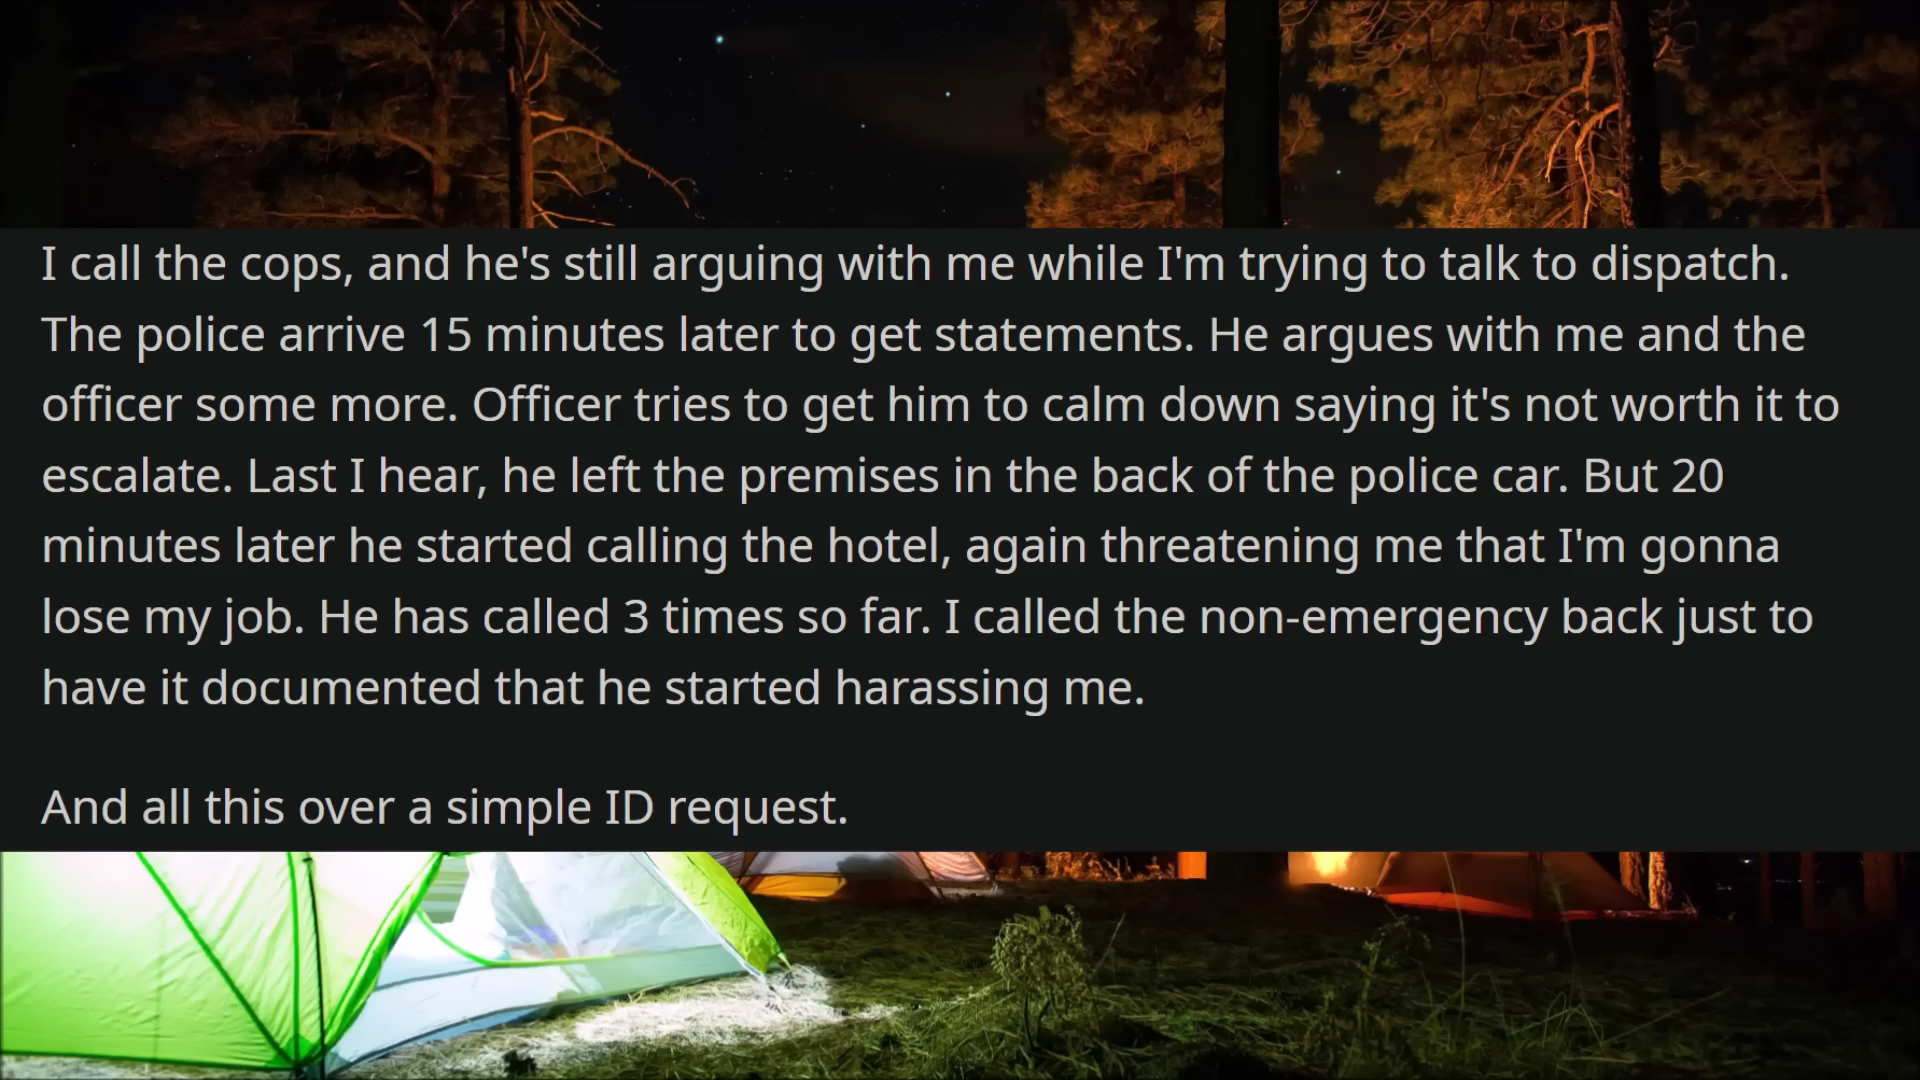 I call the cops, and he's still arguing with me while I'm trying to talk to dispatch.
The police arrive 15 minutes later to get statements. He argues with me and the
officer some more. Officer tries to get him to calm down saying it's not worth it to
escalate. Last I hear, he left the premises in the back of the police car. But 20
minutes later he started calling the hotel, again threatening me that I'm gonna
lose my job. He has called 3 times so far. I called the non-emergency back just to
have it documented that he started harassing me.
And all this over a simple ID request.